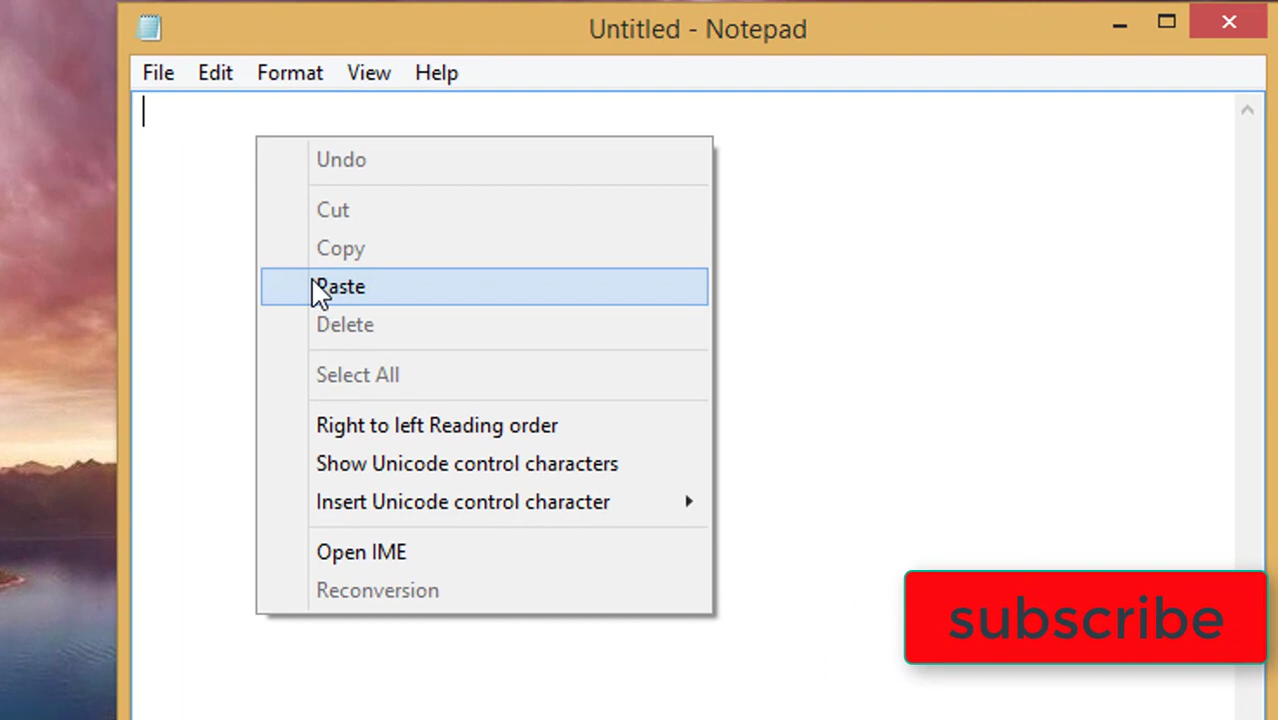 Untitled - Notepad
File Edit Format View Help
Undo
Cut
Copy
Paste
Delete
Select All
Right to left Reading order
Show Unicode control characters
Insert Unicode control character
Open IME
Reconversion
subscribe